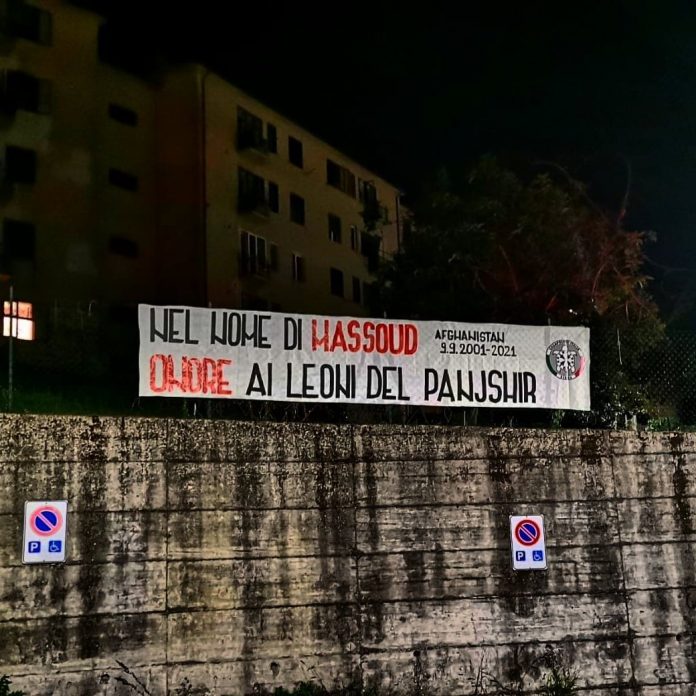 NEL NOME DI MASSOUD
AFGHANISTAN
9.9.2001-2021
ONORE AI LEONI DEL PANJSHIR
P
P